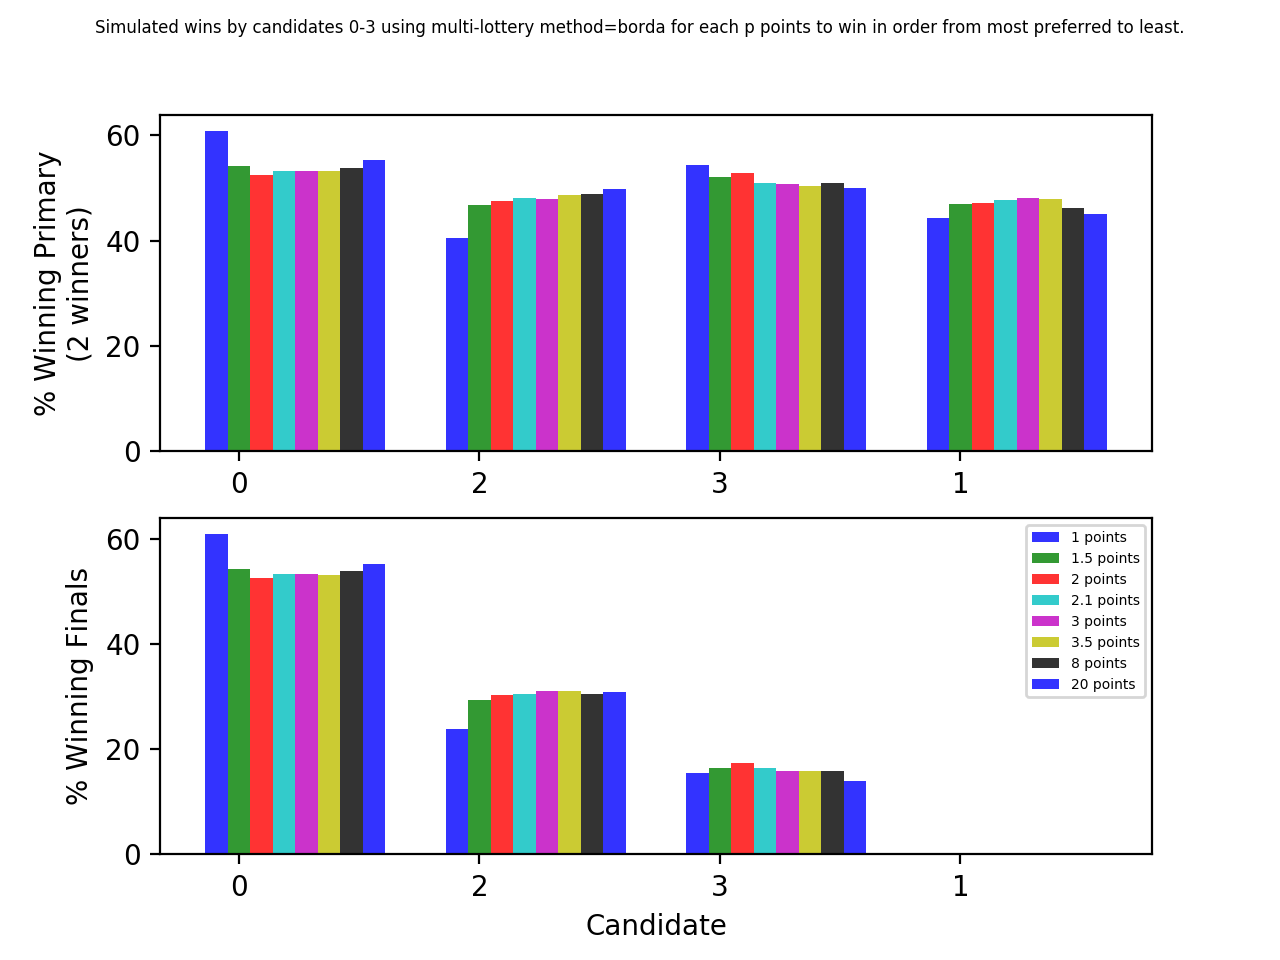 Simulated wins by candidates 0-3 using multi-lottery method=borda for each p points to win in order from most preferred to least.
% Winning Primary
(2 winners)
60
40
20
0
0 2 3 1
% Winning Finals
60
40
20
0
1 points
1.5 points
2 points
2.1 points
3 points
3.5 points
8 points
20 points
0 2 3 1
Candidate